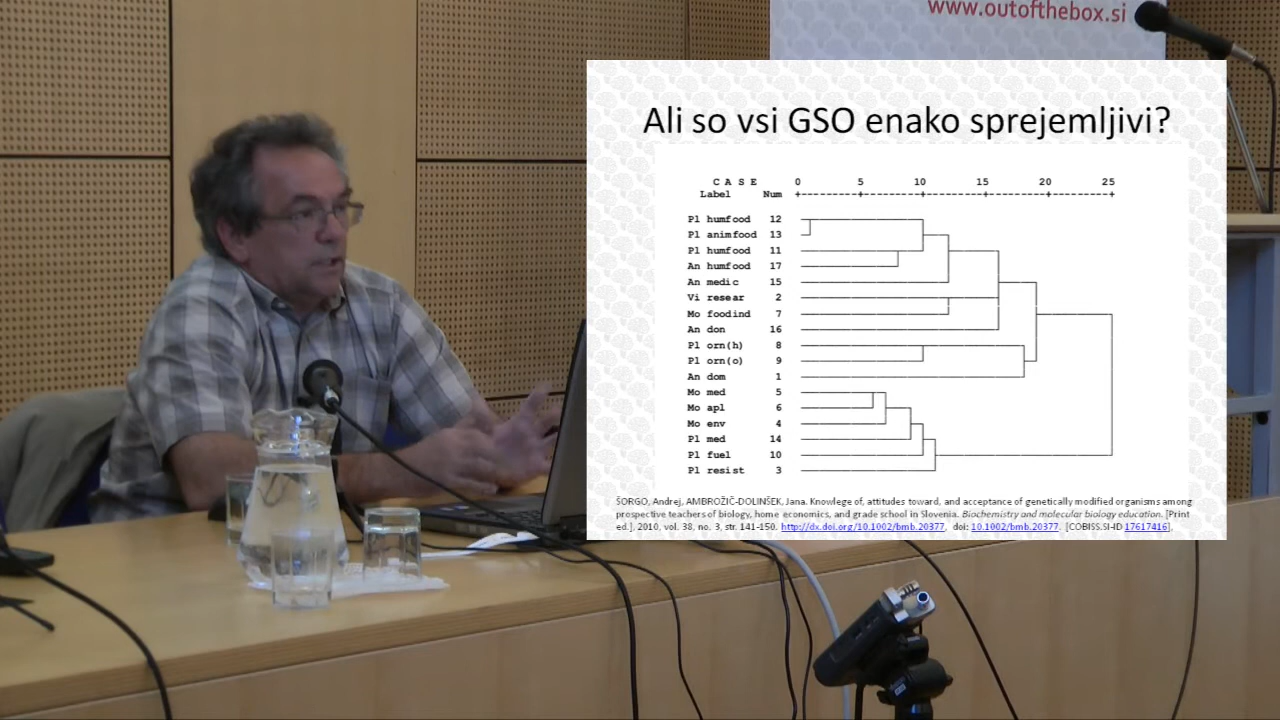 www.outofthebox.si
Ali so vsi GSO enako sprejemljivi?
C A S E 0 5 10 15 20 25
Label Num
Pl humfood 12
Pl animfood 13
Pl humfood 11
An humfood 17
An medic 15
Vi resear 2
Mo foodind 7
An don 16
Pl orn(h) 8
Pl orn(o) 9
An dom 1
Mo med 5
Mo apl 6
Mo env 4
Pl med 14
Pl fuel 10
Pl resist 3
ŠORGO, Andrej, AMBROŽIČ-DOLINŠEK, Jana. Knowlege of, attitudes toward, and acceptance of genetically modified organisms among
prospective teachers of biology, home economics, and grade school in Slovenia. Biochemistry and molecular biology education. [Print
ed.], 2010, vol. 38, no. 3, str. 141-150. http://dx.doi.org/10.1002/bmb.20377. doi: 10.1002/bmb.20377. [COBISS.SI-ID 17617416].